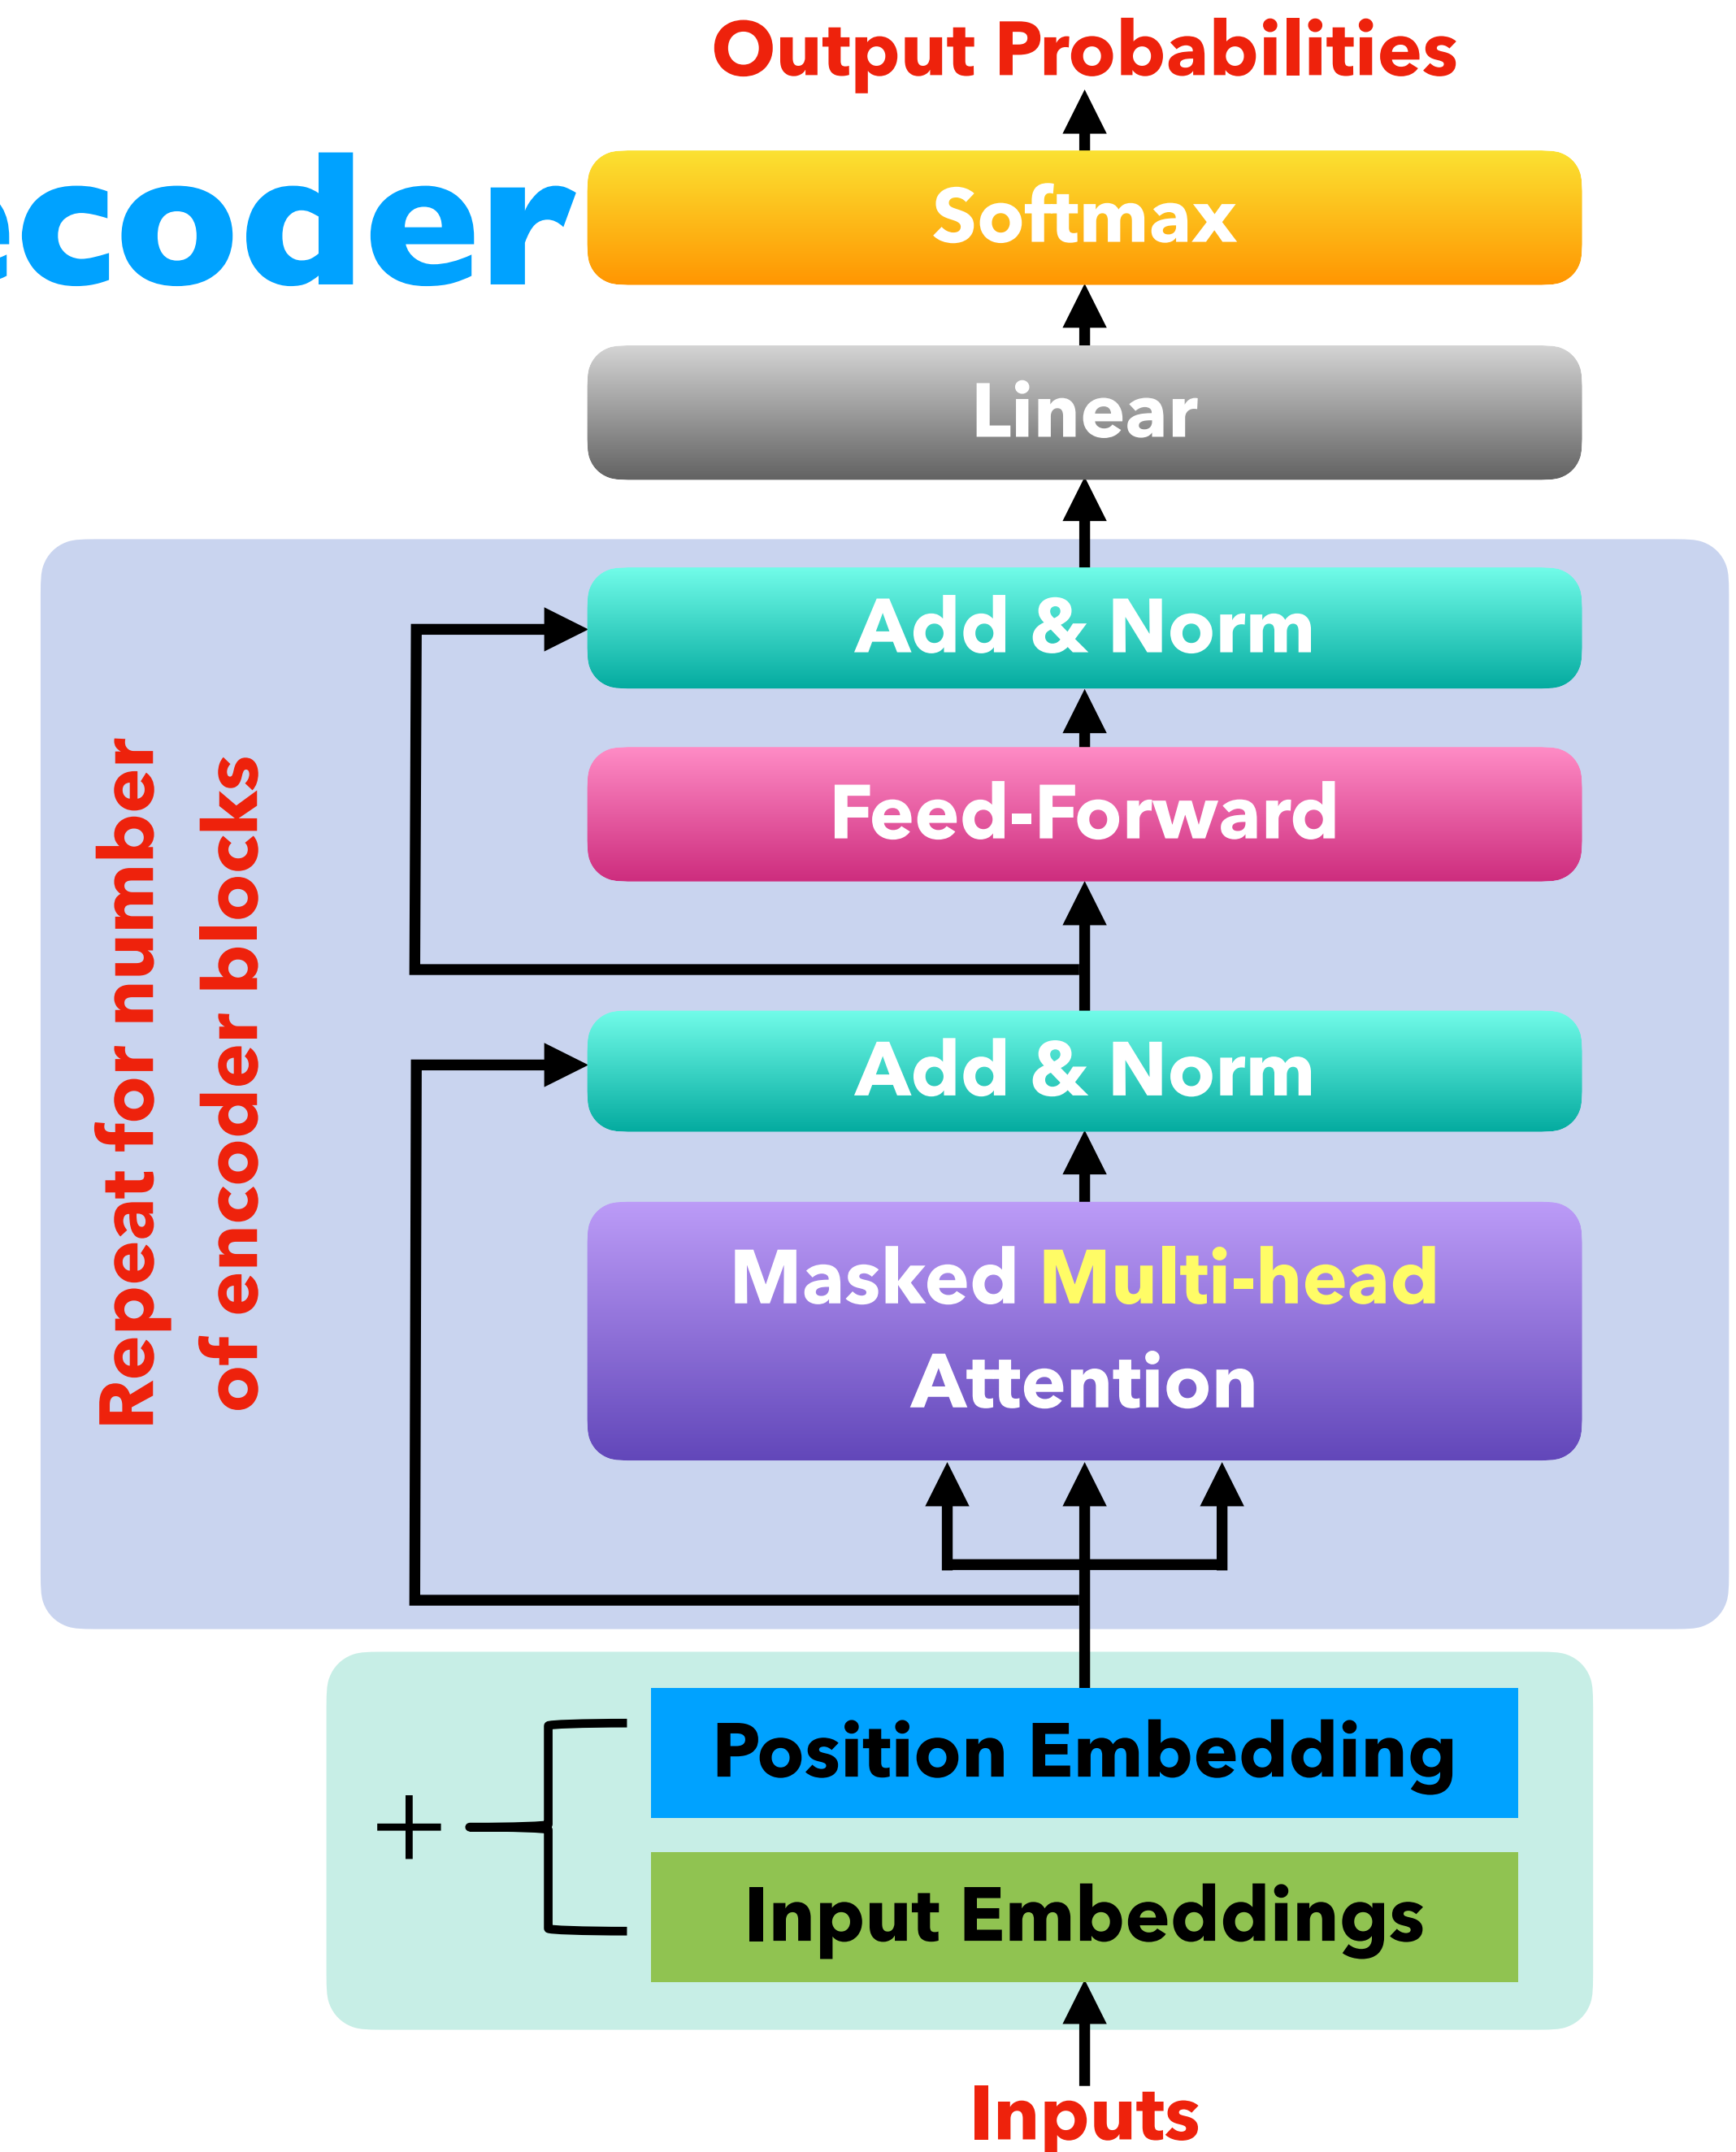 Output Probabilities
ecoder
Softmax
Linear
Add & Norm
Feed-Forward
Add & Norm
Masked Multi-head
Attention
Repeat for number
of encoder blocks
Position Embedding
+
Input Embeddings
Inputs